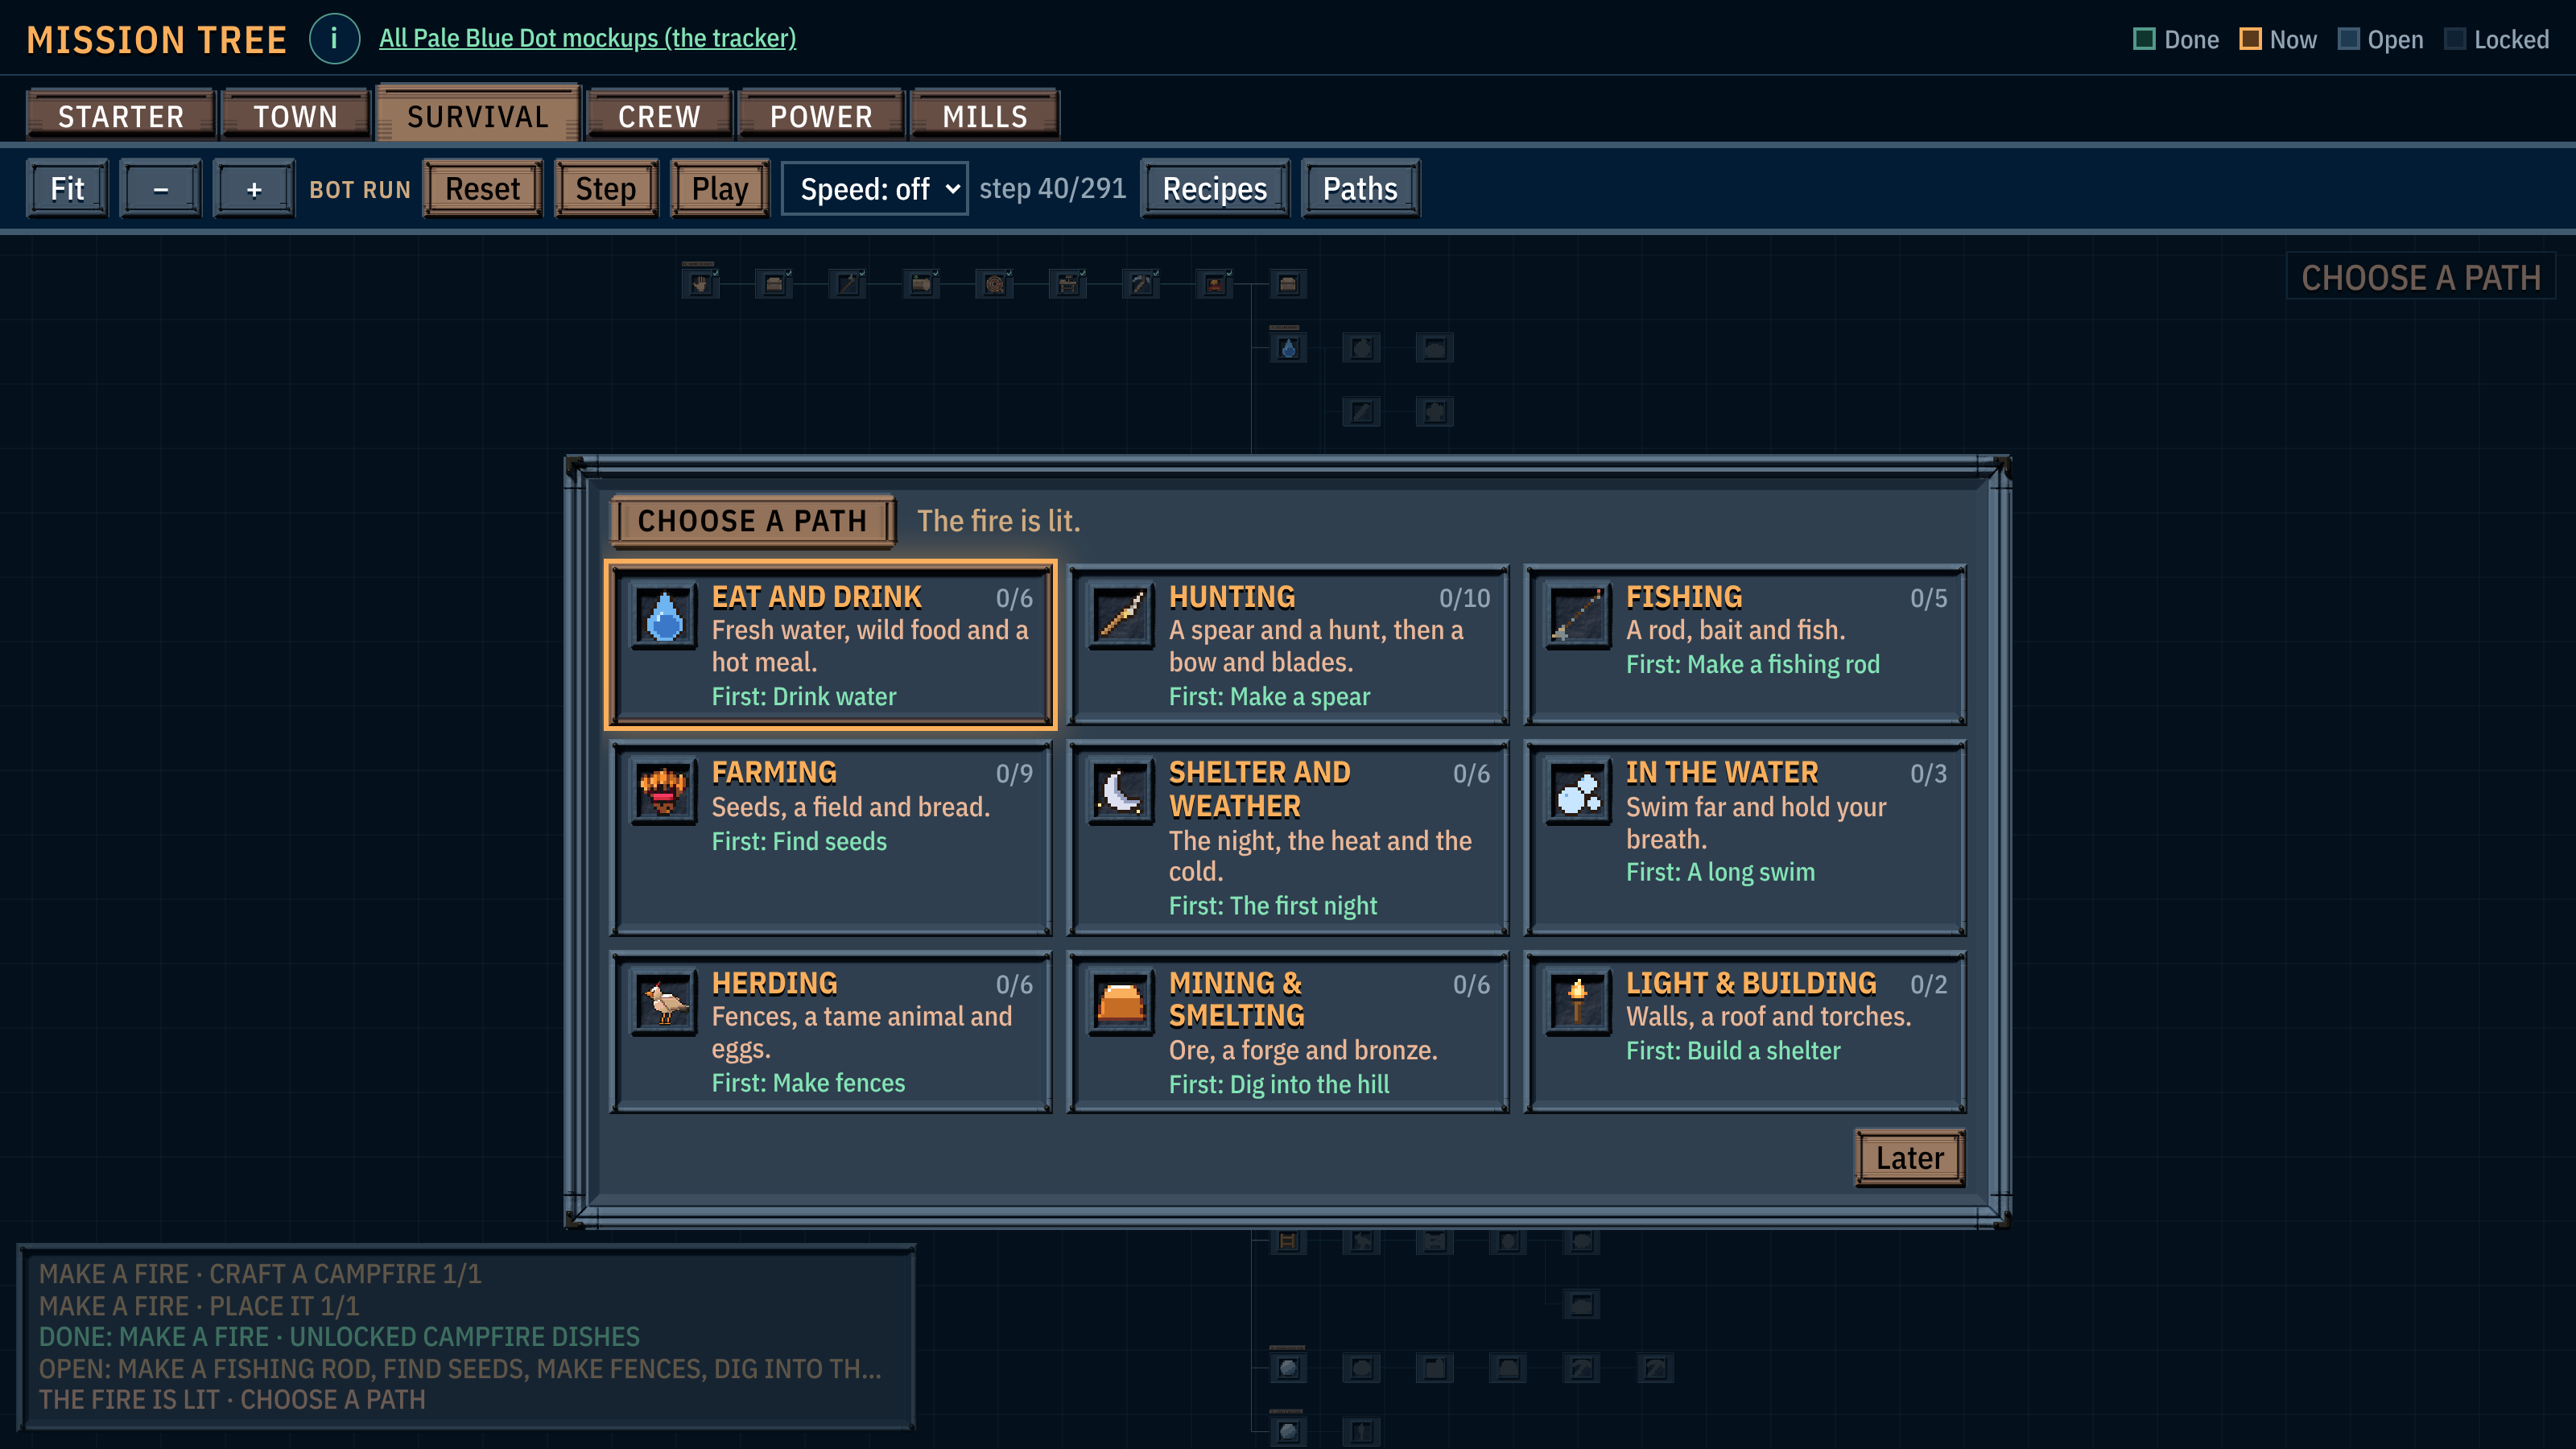 MISSION TREE
i
All Pale Blue Dot mockups (the tracker)
Done
Now
Open
Locked
STARTER
TOWN
SURVIVAL
CREW
POWER
MILLS
Fit
–
+
BOT RUN
Reset
Step
Play
Speed: off
step 40/291
Recipes
Paths
CHOOSE A PATH
CHOOSE A PATH
The fire is lit.
EAT AND DRINK
0/6
Fresh water, wild food and a
hot meal.
First: Drink water
HUNTING
0/10
A spear and a hunt, then a
bow and blades.
First: Make a spear
FISHING
0/5
A rod, bait and fish.
First: Make a fishing rod
FARMING
0/9
Seeds, a field and bread.
First: Find seeds
SHELTER AND
WEATHER
0/6
The night, the heat and the
cold.
First: The first night
IN THE WATER
0/3
Swim far and hold your
breath.
First: A long swim
HERDING
0/6
Fences, a tame animal and
eggs.
First: Make fences
MINING &
SMELTING
0/6
Ore, a forge and bronze.
First: Dig into the hill
LIGHT & BUILDING
0/2
Walls, a roof and torches.
First: Build a shelter
Later
MAKE A FIRE · CRAFT A CAMPFIRE 1/1
MAKE A FIRE · PLACE IT 1/1
DONE: MAKE A FIRE · UNLOCKED CAMPFIRE DISHES
OPEN: MAKE A FISHING ROD, FIND SEEDS, MAKE FENCES, DIG INTO TH...
THE FIRE IS LIT · CHOOSE A PATH